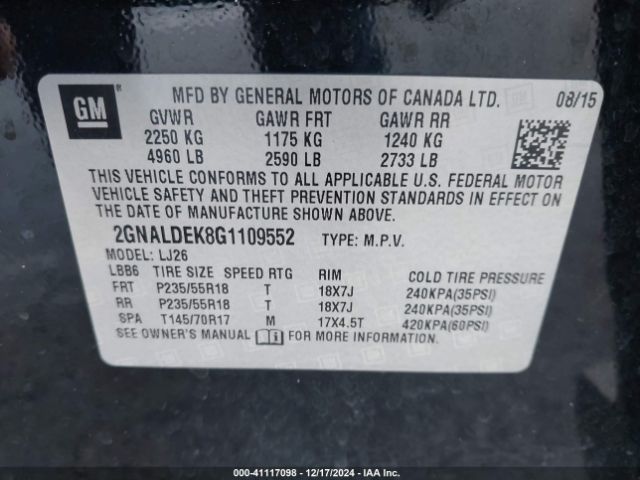 GM ®
MFD BY GENERAL MOTORS OF CANADA LTD. 08/15
GVWR GAWR FRT GAWR RR
2250 KG 1175 KG 1240 KG
4960 LB 2590 LB 2733 LB
THIS VEHICLE CONFORMS TO ALL APPLICABLE U.S. FEDERAL MOTOR
VEHICLE SAFETY AND THEFT PREVENTION STANDARDS IN EFFECT ON
THE DATE OF MANUFACTURE SHOWN ABOVE.
2GNALDEK8G1109552 TYPE: M.P.V.
MODEL: LJ26
LBB6 TIRE SIZE SPEED RTG RIM COLD TIRE PRESSURE
FRT P235/55R18 T 18X7J 240KPA(35PSI)
RR P235/55R18 T 18X7J 240KPA(35PSI)
SPA T145/70R17 M 17X4.5T 420KPA(60PSI)
SEE OWNER'S MANUAL FOR MORE INFORMATION.
000-41117098 - 12/17/2024 - IAA Inc.